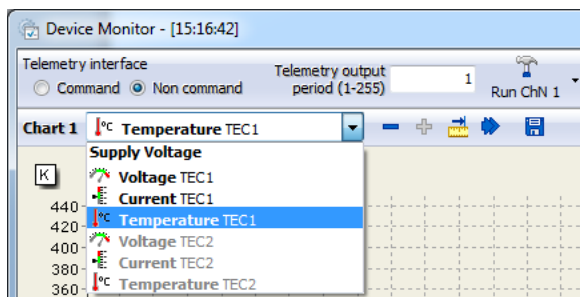 Device Monitor - [15:16:42]
Telemetry interface
Command Non command
Telemetry output
period (1-255)
1
Run ChN 1
Chart 1 °C Temperature TEC1
Supply Voltage
Voltage TEC1
Current TEC1
°C Temperature TEC1
Voltage TEC2
Current TEC2
°C Temperature TEC2
K
440
420
400
380
360